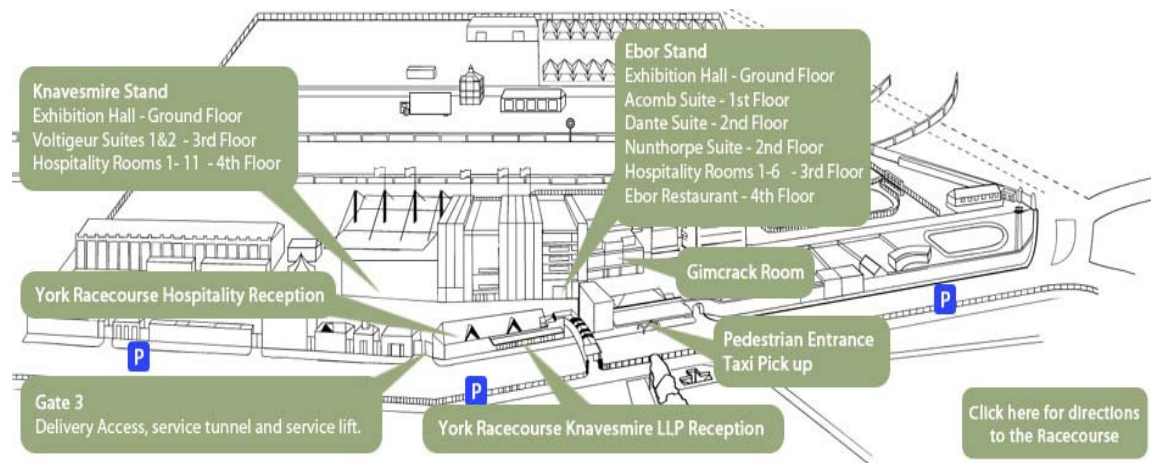 Knavesmire Stand
Exhibition Hall - Ground Floor
Voltigeur Suites 1&2 - 3rd Floor
Hospitality Rooms 1- 11 - 4th Floor
Ebor Stand
Exhibition Hall - Ground Floor
Acomb Suite - 1st Floor
Dante Suite - 2nd Floor
Nunthorpe Suite - 2nd Floor
Hospitality Rooms 1-6 - 3rd Floor
Ebor Restaurant - 4th Floor
Gimcrack Room
York Racecourse Hospitality Reception
P
Pedestrian Entrance
Taxi Pick up
P
P
Gate 3
Delivery Access, service tunnel and service lift.
York Racecourse Knavesmire LLP Reception
Click here for directions
to the Racecourse